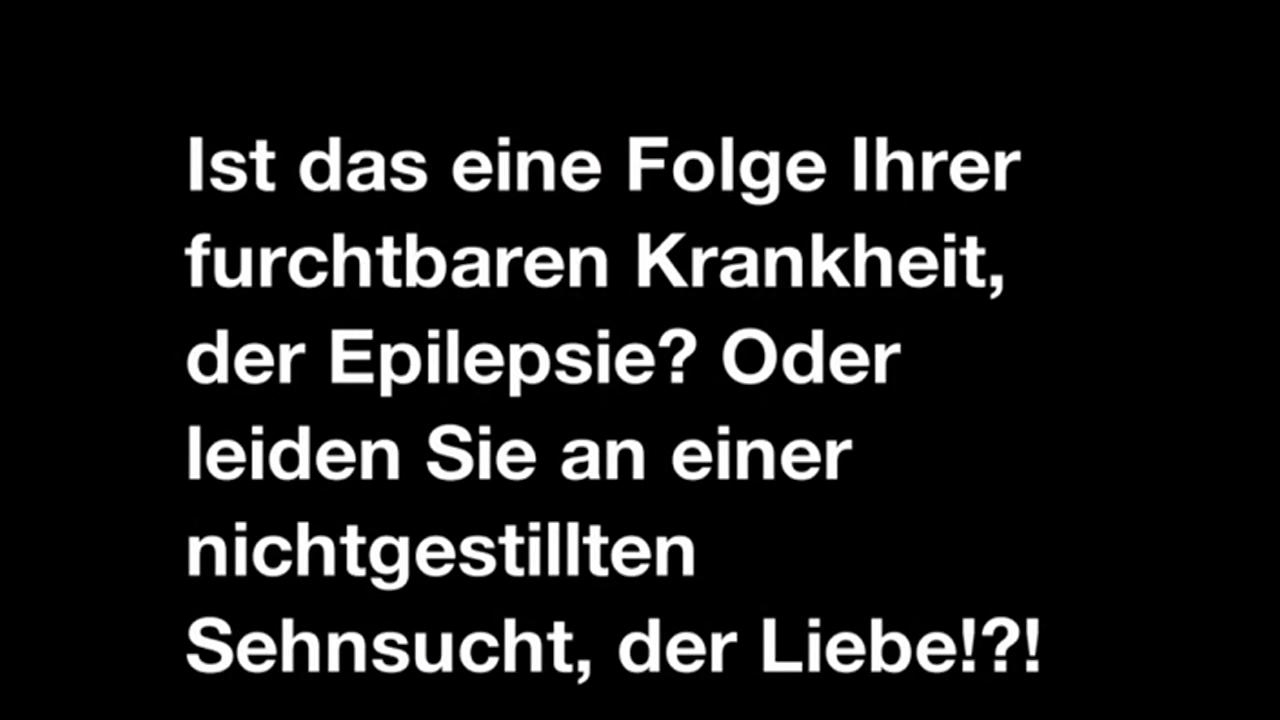 Ist das eine Folge Ihrer
furchtbaren Krankheit,
der Epilepsie? Oder
leiden Sie an einer
nichtgestillten
Sehnsucht, der Liebe!?!